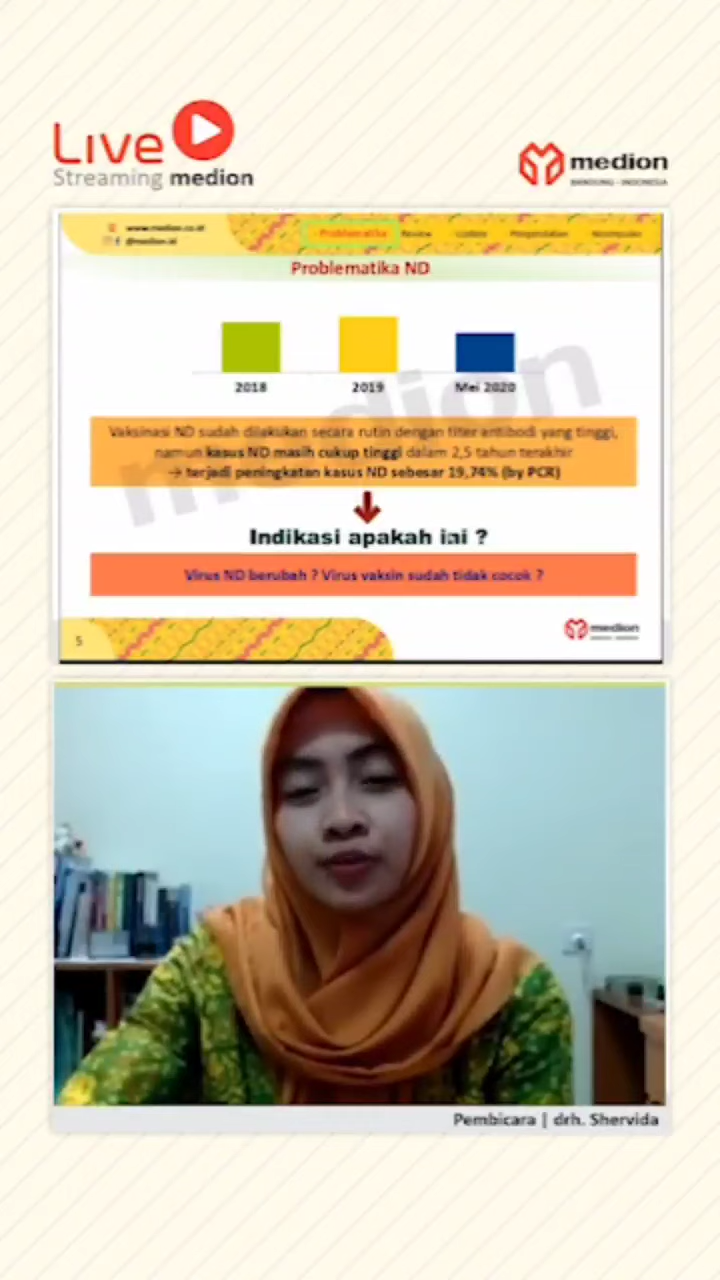 Live
Streaming medion
medion
BANDUNG - INDONESIA
www.medion.co.id
@medion.id
Problematika Review Update Pengendalian Kesimpulan
Problematika ND
2018 2019 Mei 2020
Vaksinasi ND sudah dilakukan secara rutin dengan titer antibodi yang tinggi,
namun kasus ND masih cukup tinggi dalam 2,5 tahun terakhir
→ terjadi peningkatan kasus ND sebesar 19,74% (by PCR)
Indikasi apakah ini ?
Virus ND berubah ? Virus vaksin sudah tidak cocok ?
medion
5
medion
Pembicara | drh. Shervida